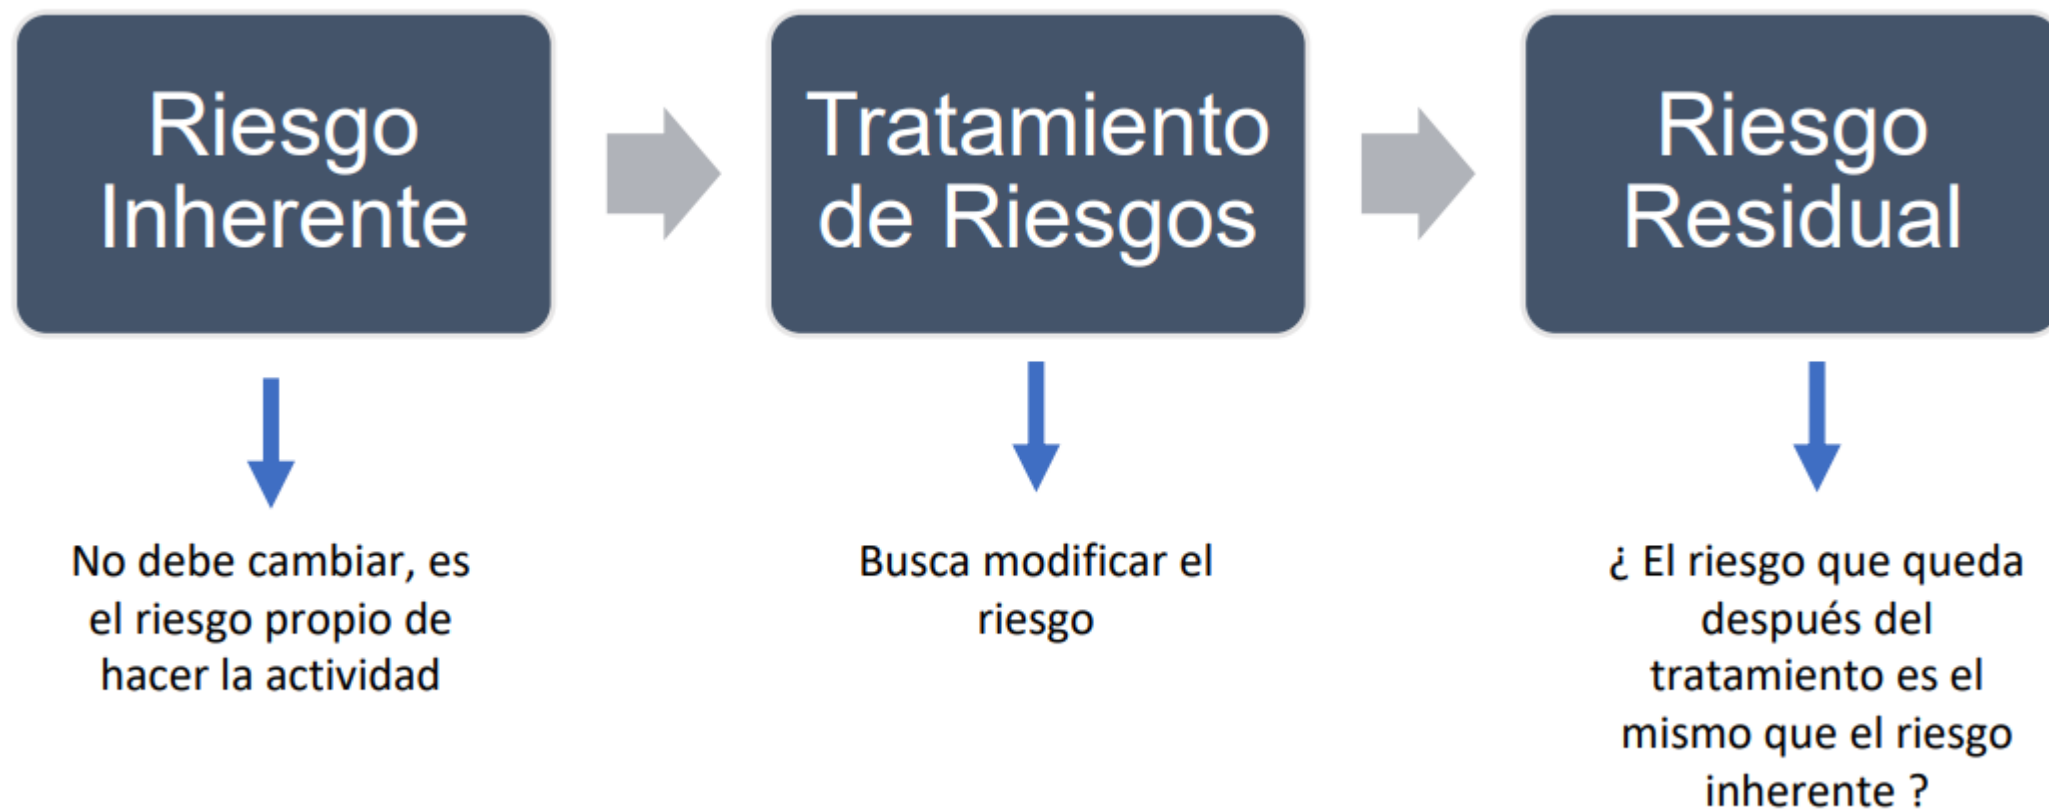 Riesgo
Inherente
Tratamiento
de Riesgos
Riesgo
Residual
No debe cambiar, es
el riesgo propio de
hacer la actividad
Busca modificar el
riesgo
¿ El riesgo que queda
después del
tratamiento es el
mismo que el riesgo
inherente ?